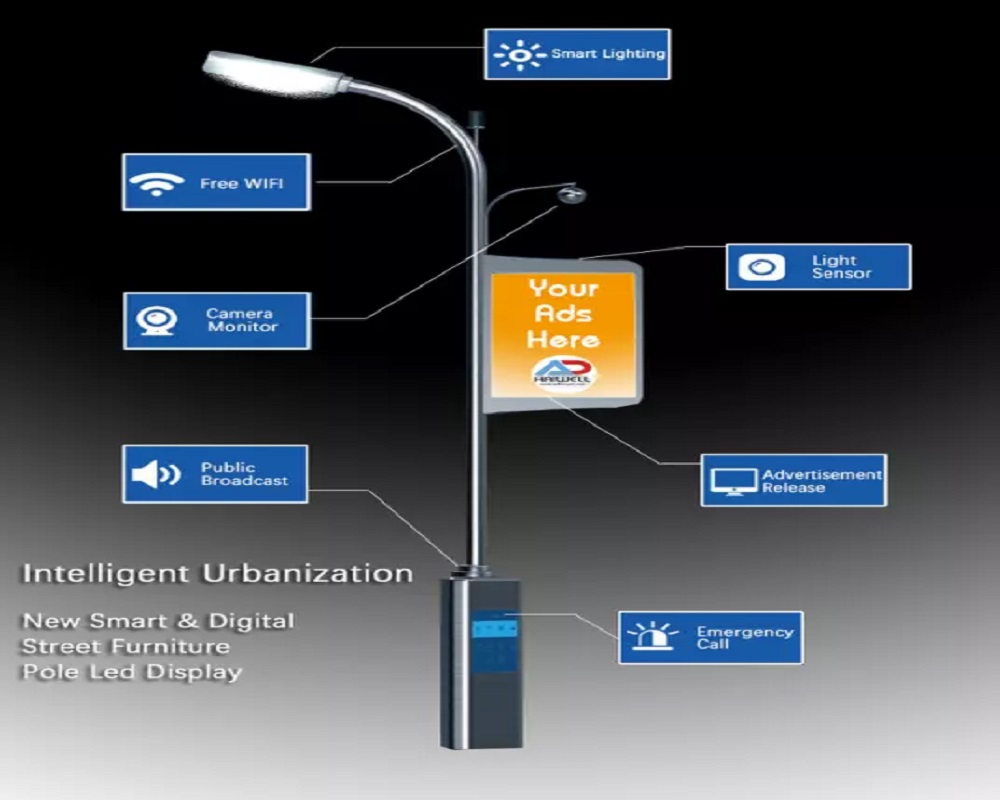 Smart Lighting
Free WIFI
Light
Sensor
Camera
Monitor
Your
Ads
Here
HAIWELL
Public
Broadcast
Advertisement
Release
Intelligent Urbanization
New Smart & Digital
Street Furniture
Pole Led Display
Emergency
Call